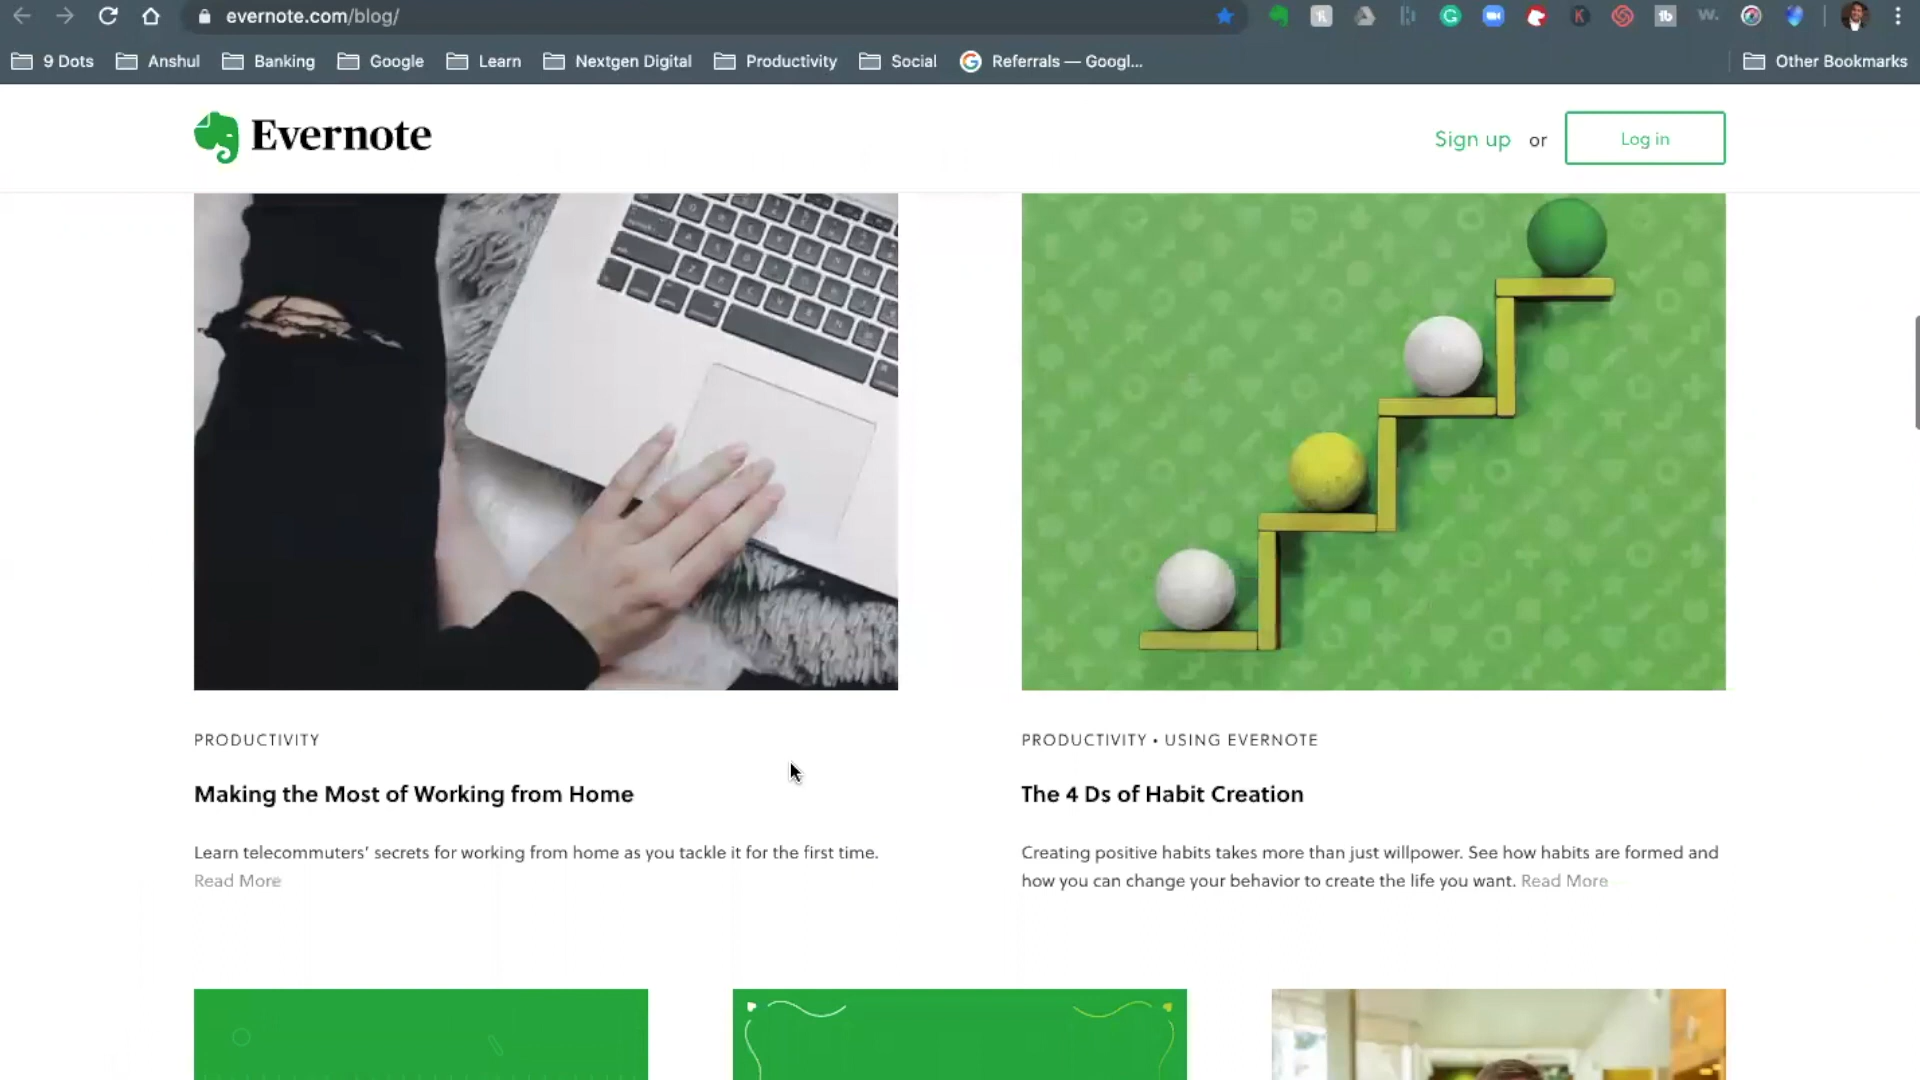 evernote.com/blog/
9 Dots Anshul Banking Google Learn Nextgen Digital Productivity Social Referrals — Googl... Other Bookmarks
Evernote
Sign up or Log in
PRODUCTIVITY
Making the Most of Working from Home
Learn telecommuters’ secrets for working from home as you tackle it for the first time.
Read More
PRODUCTIVITY • USING EVERNOTE
The 4 Ds of Habit Creation
Creating positive habits takes more than just willpower. See how habits are formed and
how you can change your behavior to create the life you want. Read More